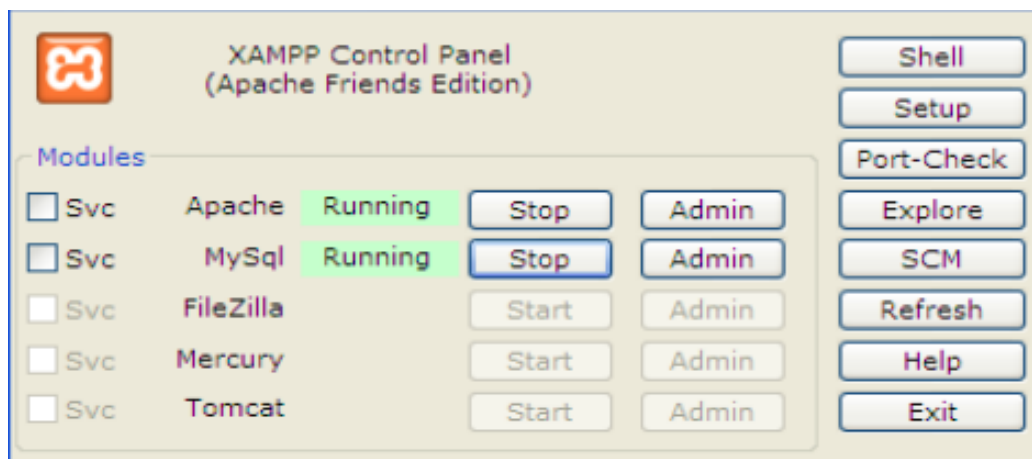 XAMPP Control Panel
(Apache Friends Edition)
Modules
Svc Apache Running Stop Admin
Svc MySql Running Stop Admin
Svc FileZilla Start Admin
Svc Mercury Start Admin
Svc Tomcat Start Admin
Shell
Setup
Port-Check
Explore
SCM
Refresh
Help
Exit